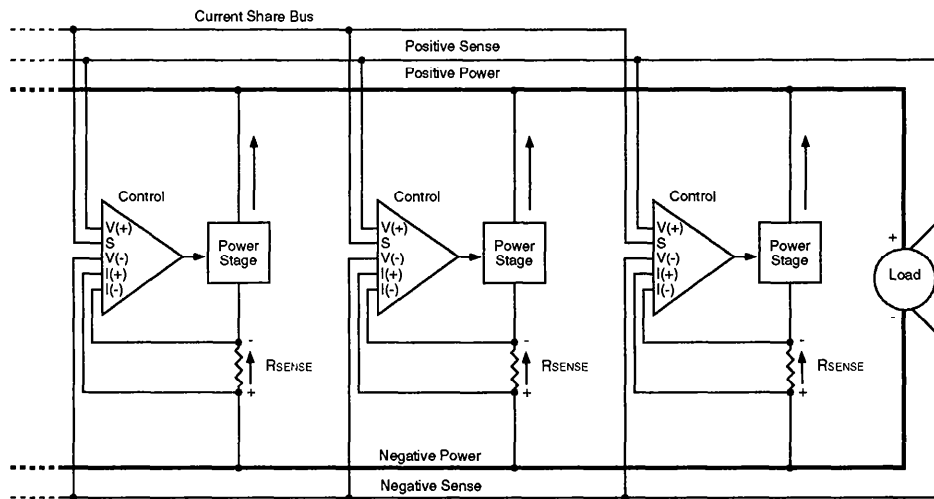 Current Share Bus
Positive Sense
Positive Power
Control
V(+)
S
V(-)
I(+)
I(-)
Power
Stage
-
RSENSE
+
Control
V(+)
S
V(-)
I(+)
I(-)
Power
Stage
-
RSENSE
+
Control
V(+)
S
V(-)
I(+)
I(-)
Power
Stage
-
RSENSE
+
+
Load
-
Negative Power
Negative Sense